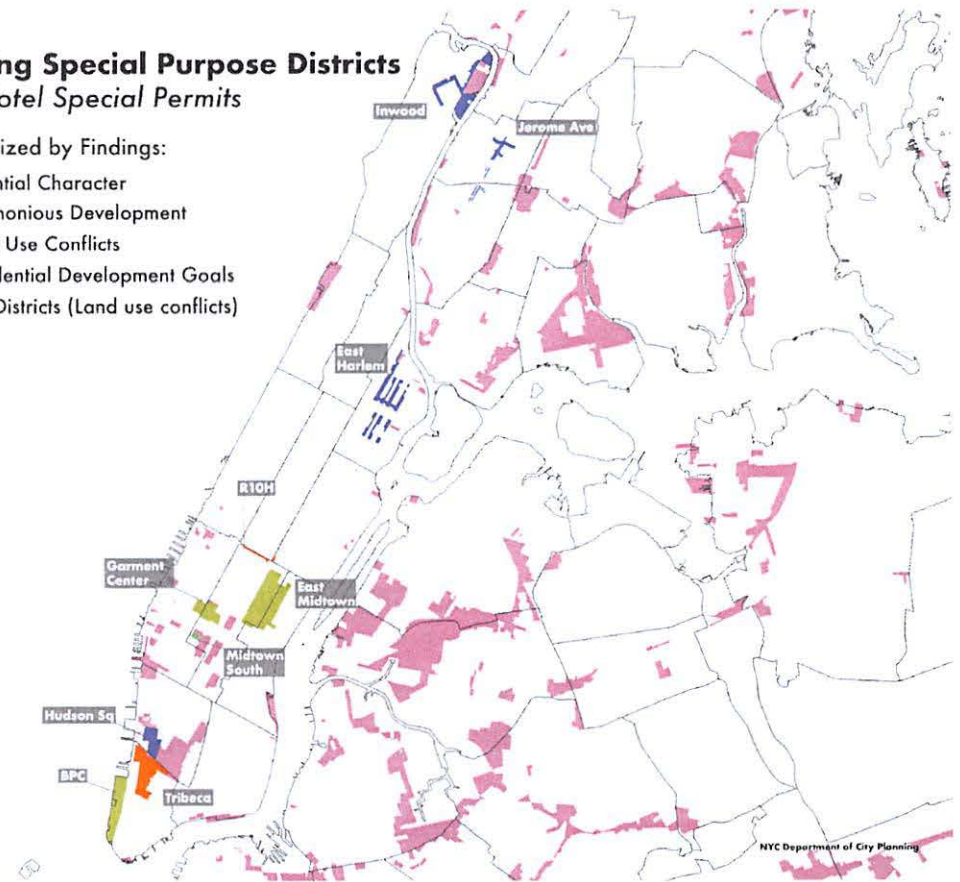 ng Special Purpose Districts
otel Special Permits
ized by Findings:
ntial Character
monious Development
Use Conflicts
dential Development Goals
Districts (Land use conflicts)
Inwood
Jerome Ave
East
Harlem
R10H
Garment
Center
East
Midtown
Midtown
South
Hudson Sq
BPC
Tribeca
NYC Department of City Planning